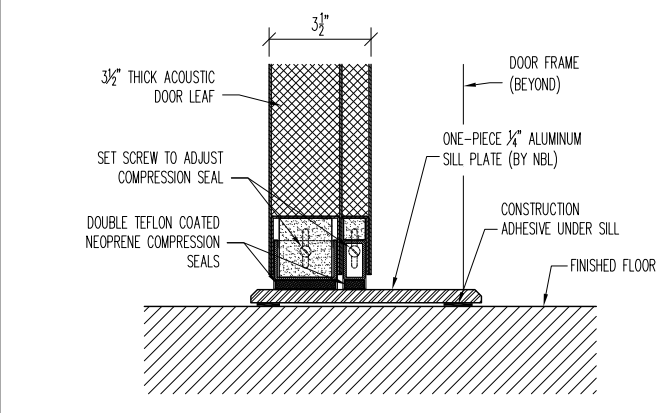 3½"
3½" THICK ACOUSTIC
DOOR LEAF
DOOR FRAME
(BEYOND)
SET SCREW TO ADJUST
COMPRESSION SEAL
ONE-PIECE ¼" ALUMINUM
SILL PLATE (BY NBL)
DOUBLE TEFLON COATED
NEOPRENE COMPRESSION
SEALS
CONSTRUCTION
ADHESIVE UNDER SILL
FINISHED FLOOR